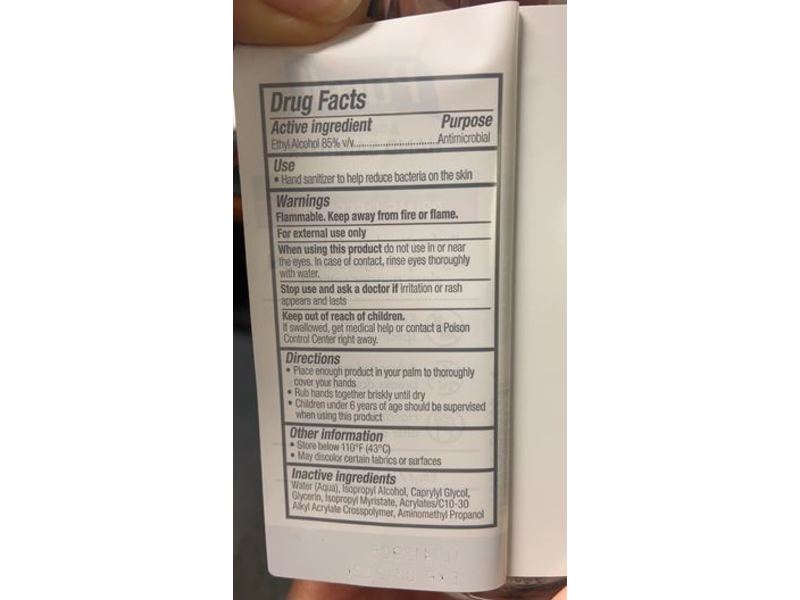 Drug Facts
Active ingredient Purpose
Ethyl Alcohol 85% v/v..............................Antimicrobial
Use
• Hand sanitizer to help reduce bacteria on the skin
Warnings
Flammable. Keep away from fire or flame.
For external use only
When using this product do not use in or near
the eyes. In case of contact, rinse eyes thoroughly
with water.
Stop use and ask a doctor if irritation or rash
appears and lasts
Keep out of reach of children.
If swallowed, get medical help or contact a Poison
Control Center right away.
Directions
• Place enough product in your palm to thoroughly
cover your hands
• Rub hands together briskly until dry
• Children under 6 years of age should be supervised
when using this product
Other information
• Store below 110°F (43°C)
• May discolor certain fabrics or surfaces
Inactive ingredients
Water (Aqua), Isopropyl Alcohol, Caprylyl Glycol,
Glycerin, Isopropyl Myristate, Acrylates/C10-30
Alkyl Acrylate Crosspolymer, Aminomethyl Propanol